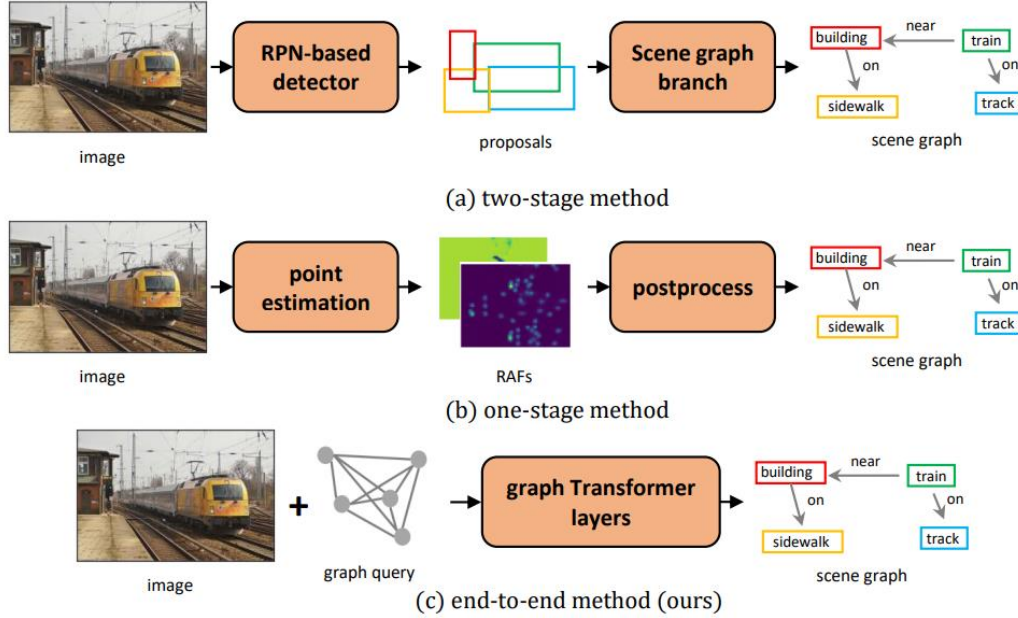 RPN-based
detector
Scene graph
branch
building
near
train
on
on
sidewalk
track
image
proposals
scene graph
(a) two-stage method
point
estimation
postprocess
building
near
train
on
on
sidewalk
track
image
RAFs
scene graph
(b) one-stage method
+
graph Transformer
layers
building
near
train
on
on
sidewalk
track
image
graph query
scene graph
(c) end-to-end method (ours)